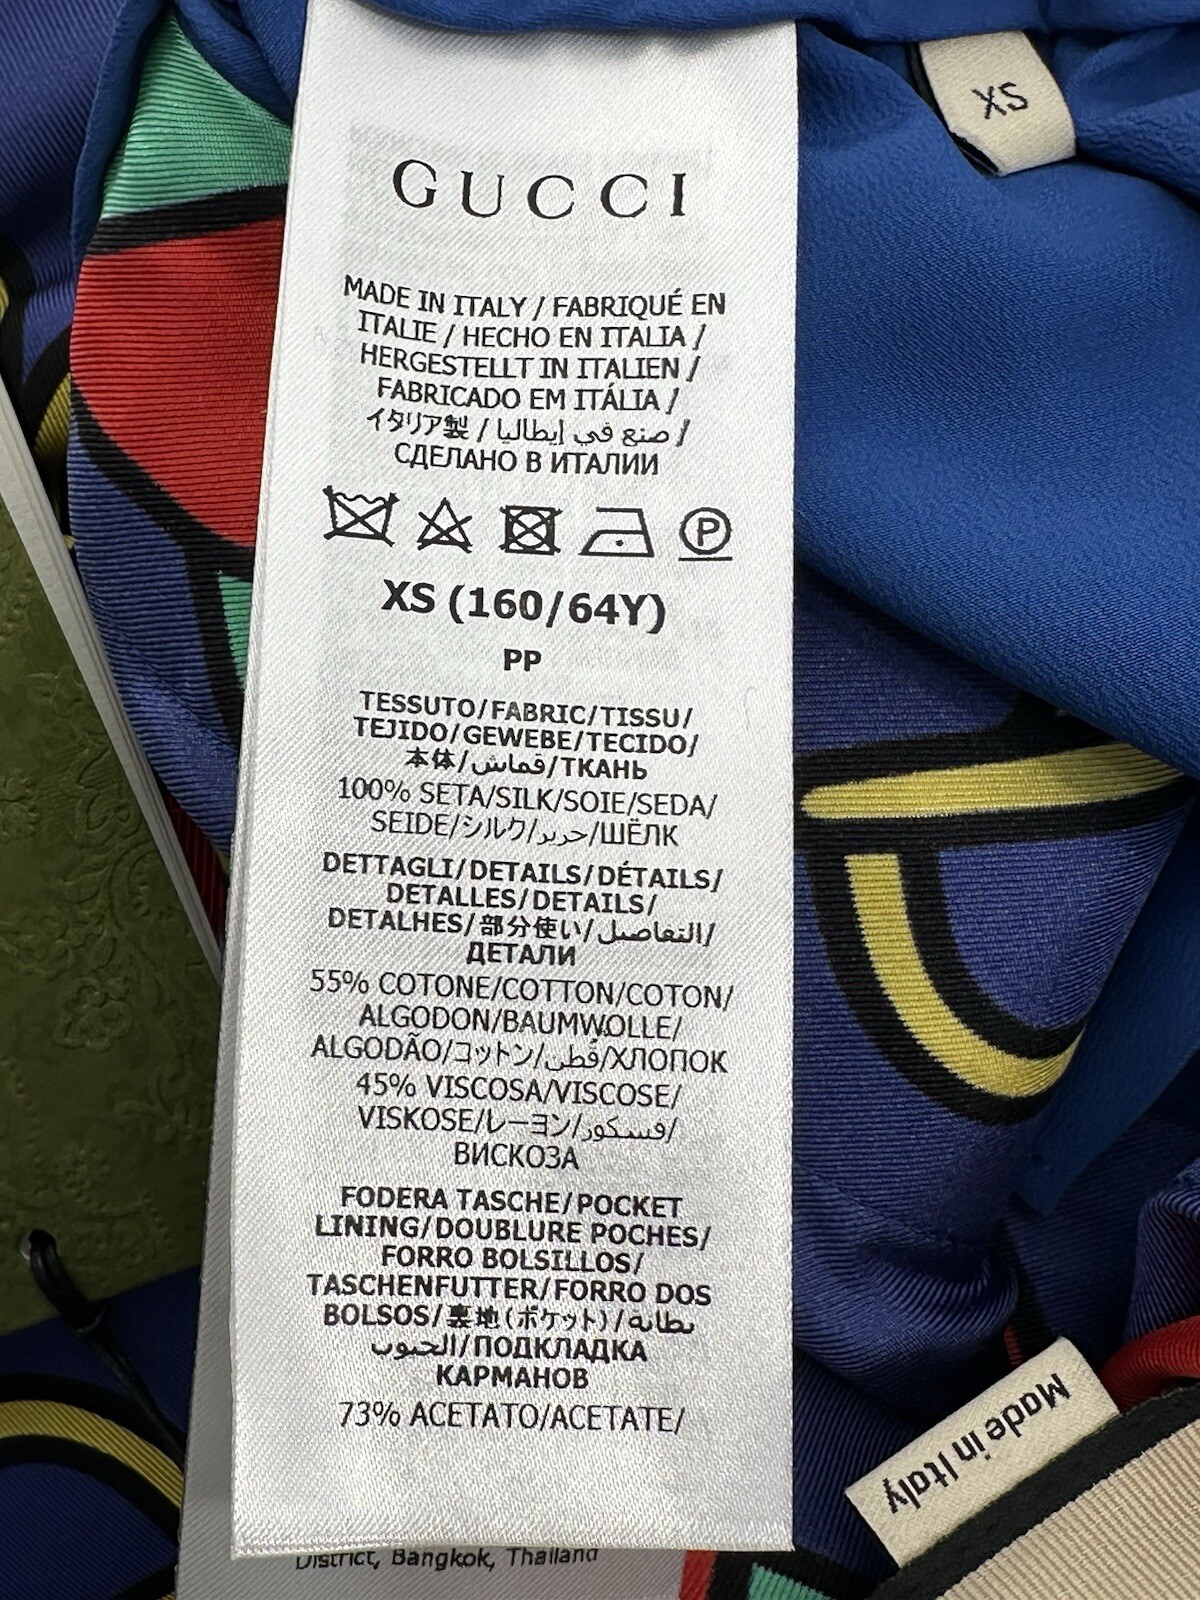 XS
GUCCI
MADE IN ITALY / FABRIQUÉ EN
ITALIE / HECHO EN ITALIA /
HERGESTELLT IN ITALIEN /
FABRICADO EM ITÁLIA /
イタリア製 / صنع في إيطاليا /
СДЕЛАНО В ИТАЛИИ
P
XS (160/64Y)
PP
TESSUTO/FABRIC/TISSU/
TEJIDO/GEWEBE/TECIDO/
本体/قماش/ТКАНЬ
100% SETA/SILK/SOIE/SEDA/
SEIDE/シルク/حرير/ШЁЛК
DETTAGLI/DETAILS/DÉTAILS/
DETALLES/DETAILS/
DETALHES/部分使い/التفاصيل/
ДЕТАЛИ
55% COTONE/COTTON/COTON/
ALGODON/BAUMWOLLE/
ALGODÃO/コットン/قُطن/ХЛОПОК
45% VISCOSA/VISCOSE/
VISKOSE/レーヨン/فسكوز/
ВИСКОЗА
FODERA TASCHE/POCKET
LINING/DOUBLURE POCHES/
FORRO BOLSILLOS/
TASCHENFUTTER/FORRO DOS
BOLSOS/裏地(ポケット)/بطانة
الجيوب/ПОДКЛАДКА
КАРМАНОВ
73% ACETATO/ACETATE/
District, Bangkok, Thailand
Made in Italy